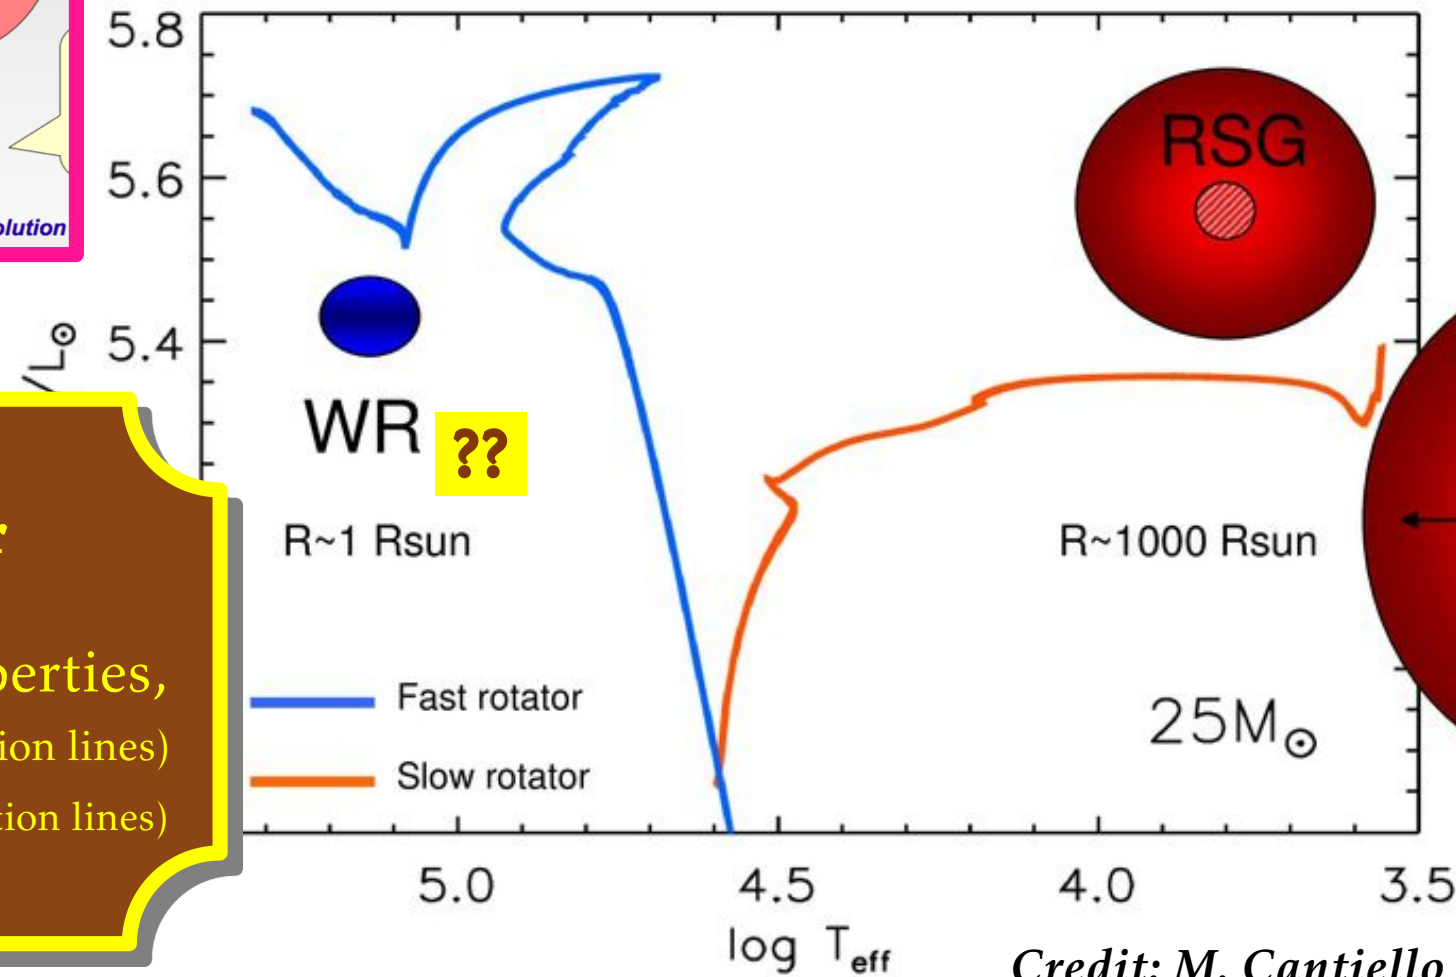 5.8
olution
5.6
RSG
/L☉
5.4
WR
??
R~1 Rsun
R~1000 Rsun
perties,
ion lines)
tion lines)
Fast rotator
Slow rotator
25M☉
5.0 4.5 4.0 3.5
log Teff
Credit: M. Cantiello